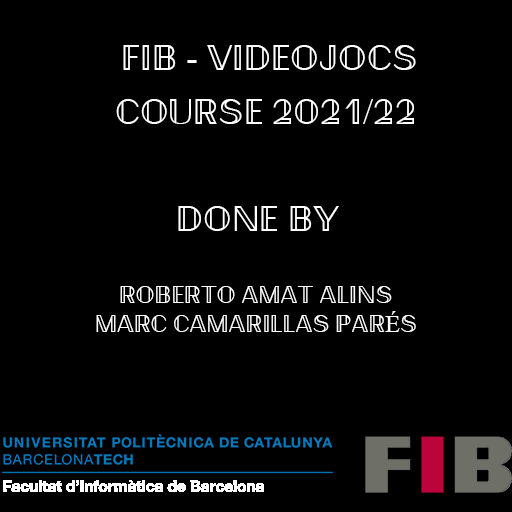 FIB - VIDEOJOCS
COURSE 2021/22
DONE BY
ROBERTO AMAT ALINS
MARC CAMARILLAS PARÉS
UNIVERSITAT POLITÈCNICA DE CATALUNYA
BARCELONATECH
Facultat d'Informàtica de Barcelona
FIB